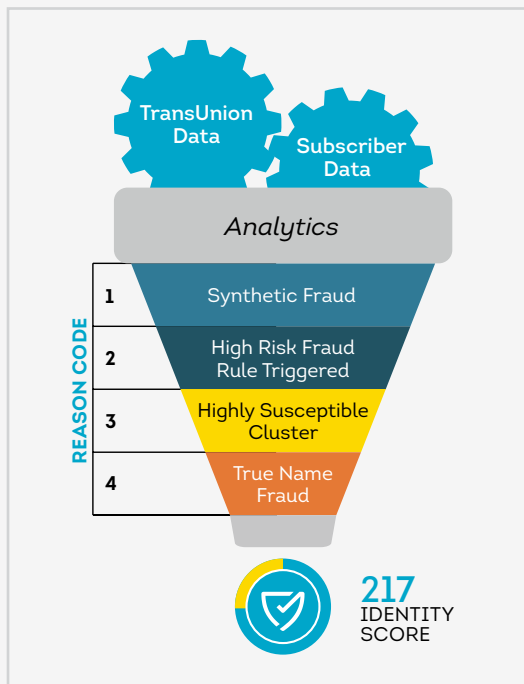 TransUnion
Data
Subscriber
Data
Analytics
REASON CODE
1
Synthetic Fraud
2
High Risk Fraud
Rule Triggered
3
Highly Susceptible
Cluster
4
True Name
Fraud
217
IDENTITY
SCORE